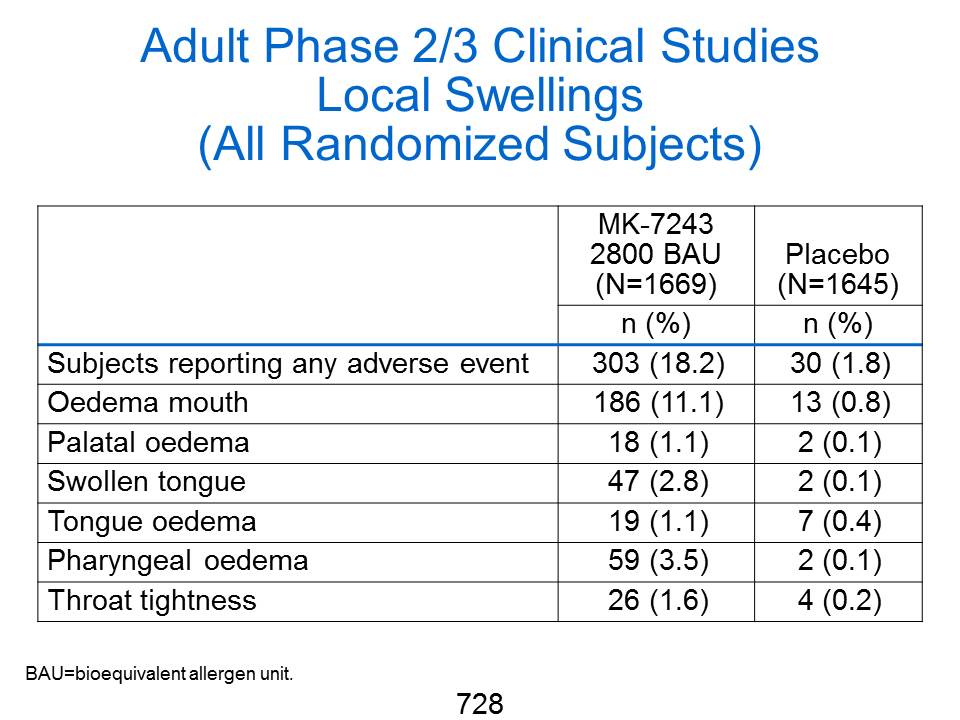 Adult Phase 2/3 Clinical Studies
Local Swellings
(All Randomized Subjects)
MK-7243
2800 BAU
(N=1669)
Placebo
(N=1645)
n (%) n (%)
Subjects reporting any adverse event 303 (18.2) 30 (1.8)
Oedema mouth 186 (11.1) 13 (0.8)
Palatal oedema 18 (1.1) 2 (0.1)
Swollen tongue 47 (2.8) 2 (0.1)
Tongue oedema 19 (1.1) 7 (0.4)
Pharyngeal oedema 59 (3.5) 2 (0.1)
Throat tightness 26 (1.6) 4 (0.2)
BAU=bioequivalent allergen unit.
728